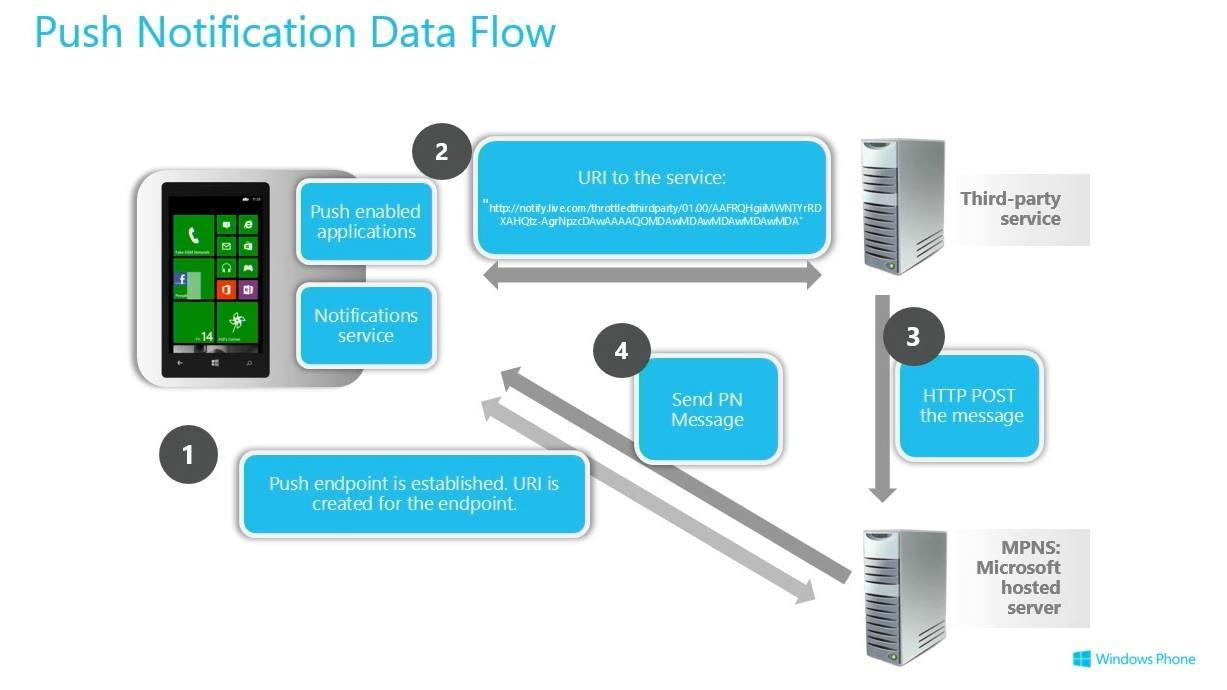 Push Notification Data Flow
2
URI to the service:
"http://notify.live.com/throttledthirdparty/01.00/AAFRQHgiiMWNTYrRD
XAHQtz-AgrNpzcDAwAAAAQOMDAwMDAwMDAwMDAwMDA"
Third-party
service
Push enabled
applications
Notifications
service
14
4
Send PN
Message
3
HTTP POST
the message
1
Push endpoint is established. URI is
created for the endpoint.
MPNS:
Microsoft
hosted
server
Windows Phone